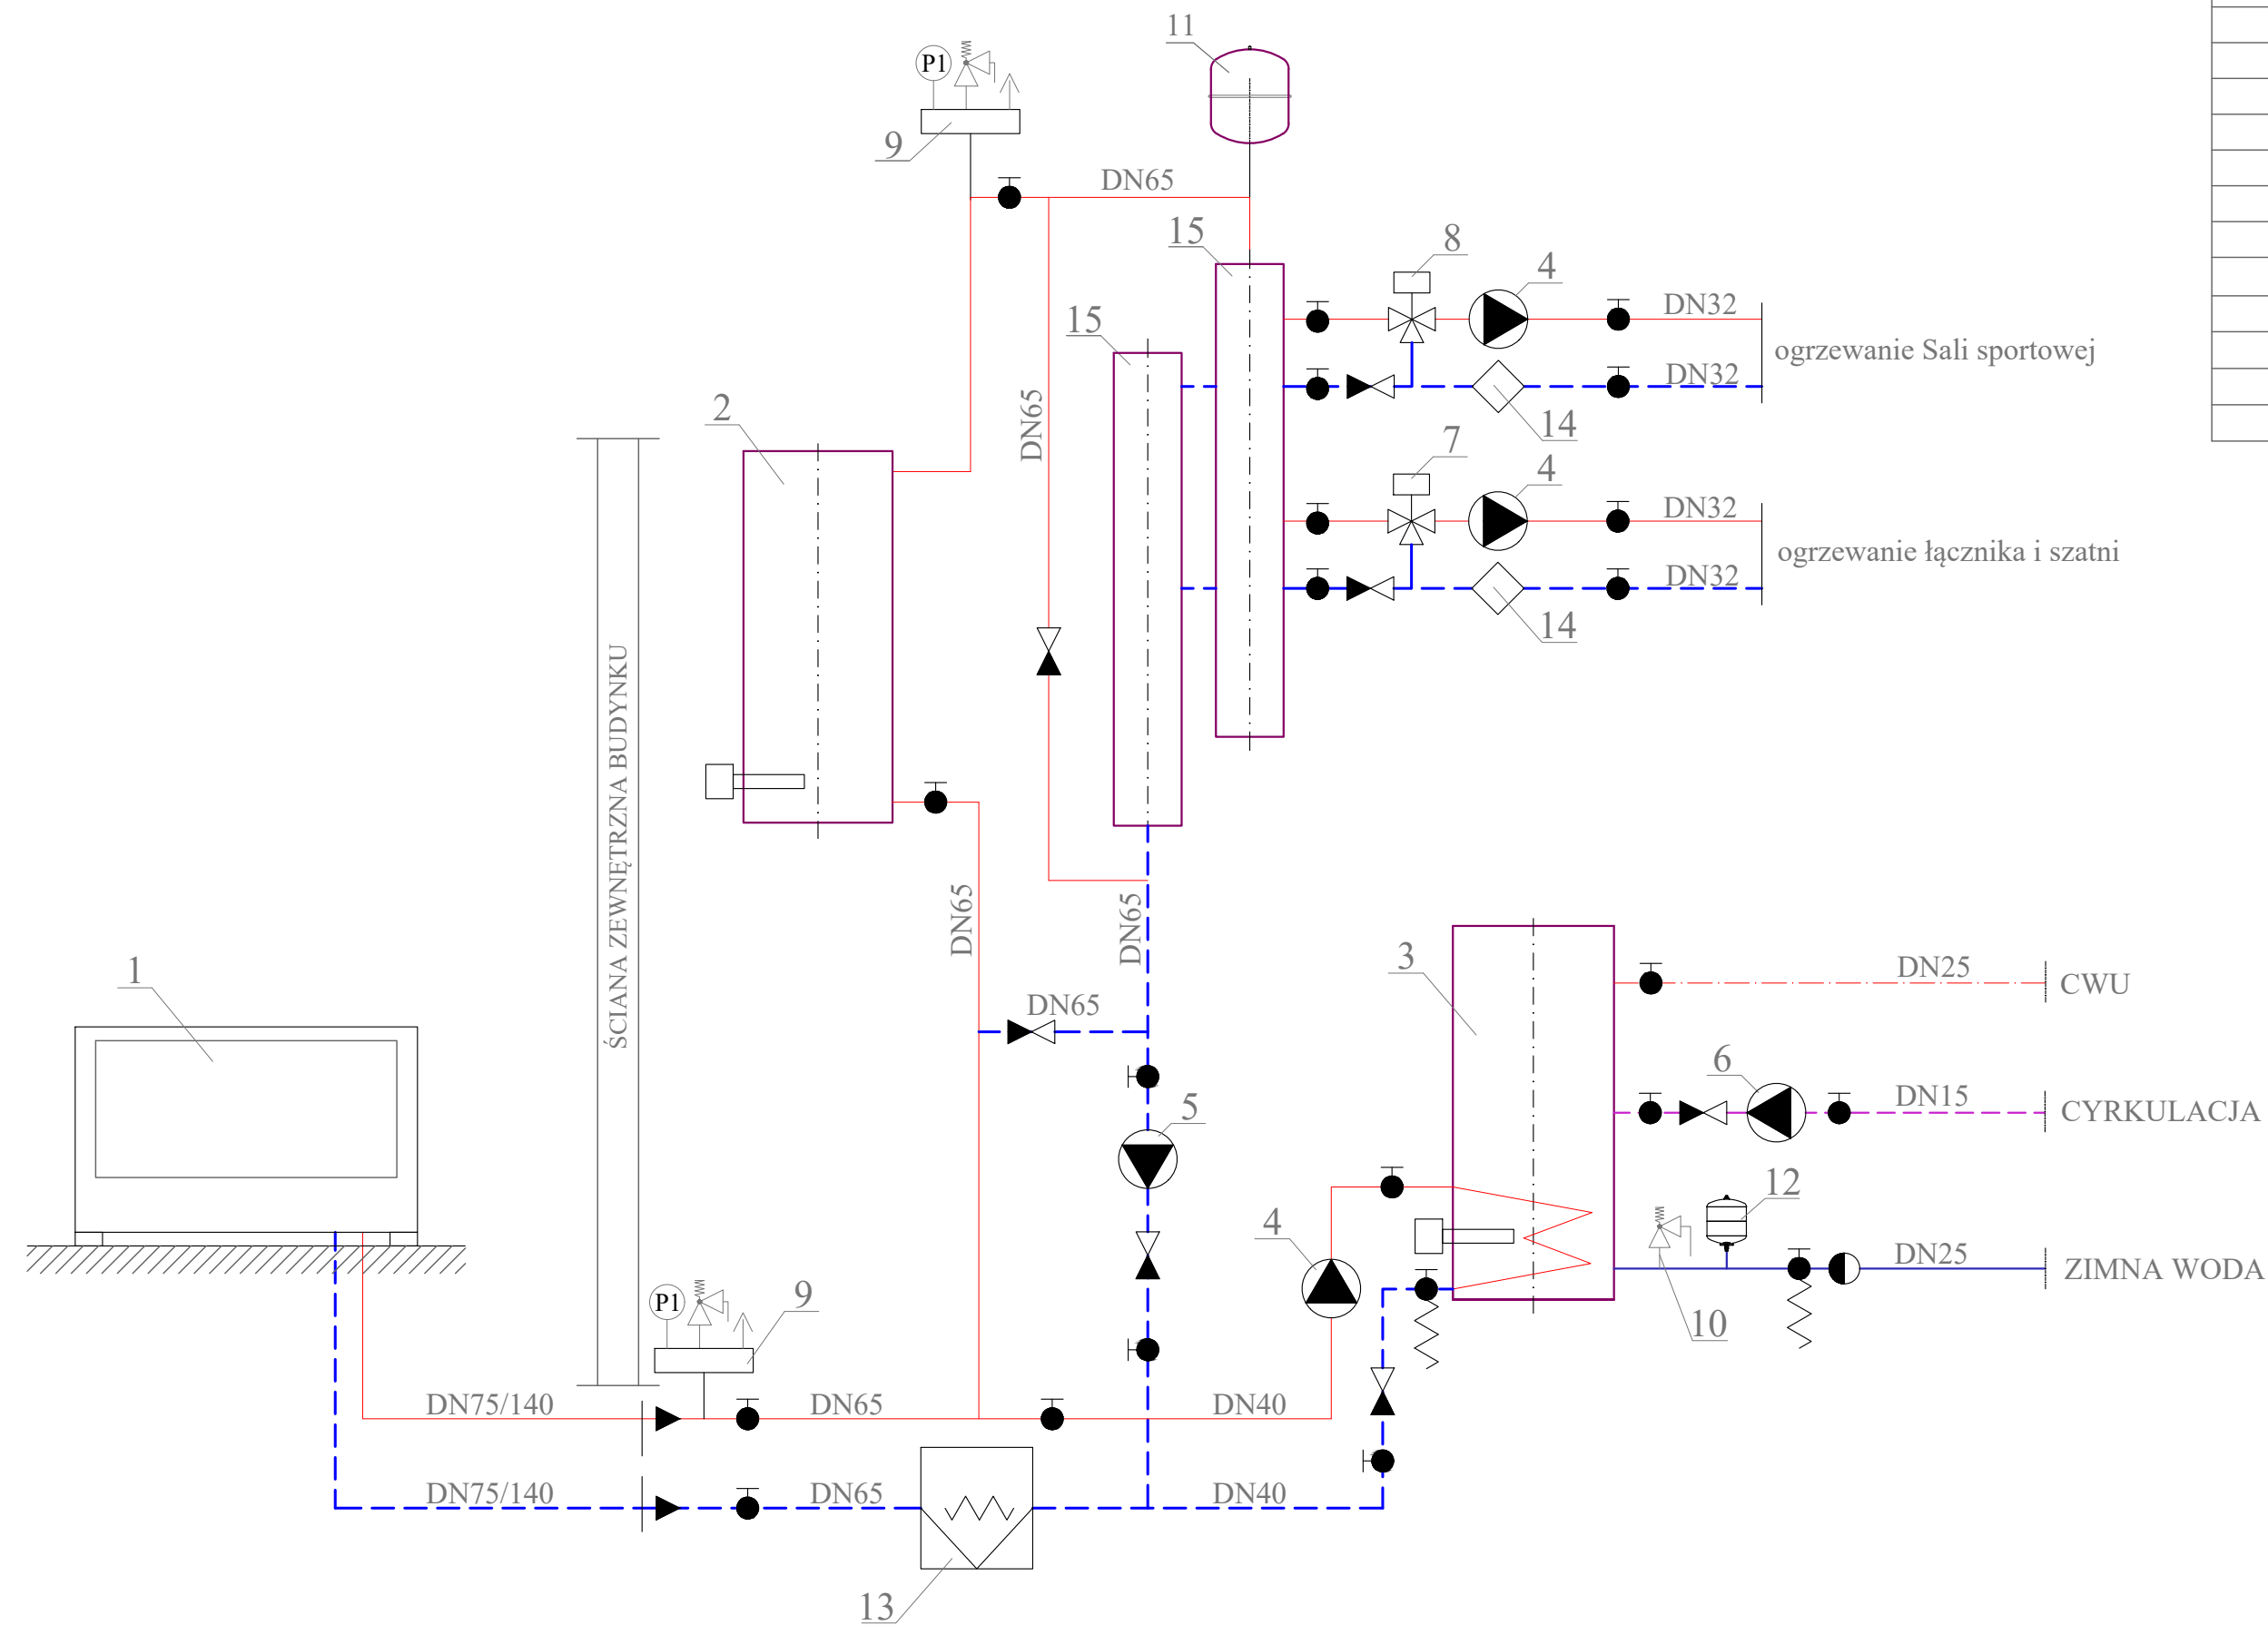 11
P1
9
DN65
15
8
4
DN32
ogrzewanie Sali sportowej
DN32
14
15
2
DN65
7
4
DN32
ogrzewanie łącznika i szatni
DN32
14
ŚCIANA ZEWNĘTRZNA BUDYNKU
DN65
DN65
DN65
1
3
DN25
CWU
6
DN15
CYRKULACJA
5
4
12
DN25
ZIMNA WODA
10
P1
9
DN75/140
DN65
DN40
DN75/140
DN65
DN40
13